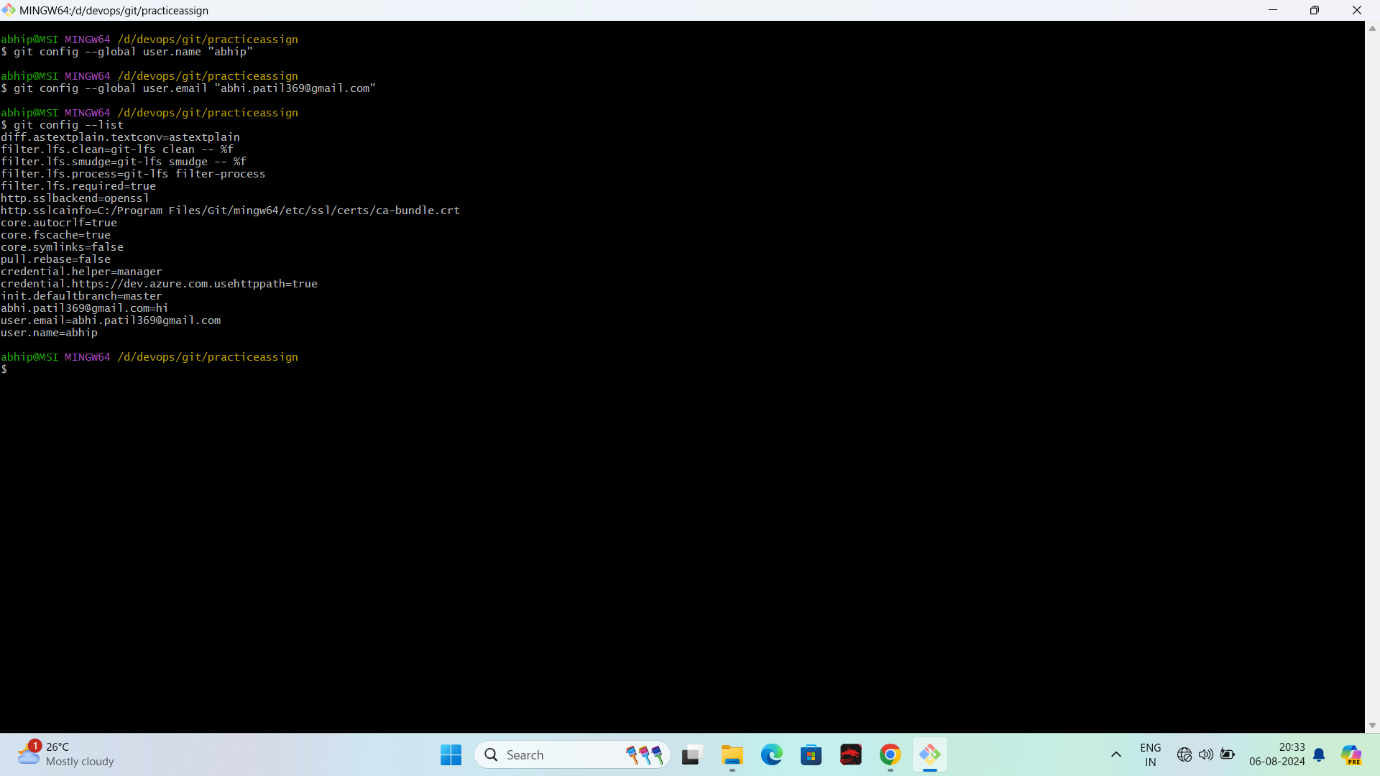 MINGW64:/d/devops/git/practiceassign
abhip@MSI MINGW64 /d/devops/git/practiceassign
$ git config --global user.name "abhip"
abhip@MSI MINGW64 /d/devops/git/practiceassign
$ git config --global user.email "abhi.patil369@gmail.com"
abhip@MSI MINGW64 /d/devops/git/practiceassign
$ git config --list
diff.astextplain.textconv=astextplain
filter.lfs.clean=git-lfs clean -- %f
filter.lfs.smudge=git-lfs smudge -- %f
filter.lfs.process=git-lfs filter-process
filter.lfs.required=true
http.sslbackend=openssl
http.sslcainfo=C:/Program Files/Git/mingw64/etc/ssl/certs/ca-bundle.crt
core.autocrlf=true
core.fscache=true
core.symlinks=false
pull.rebase=false
credential.helper=manager
credential.https://dev.azure.com.usehttppath=true
init.defaultbranch=master
abhi.patil369@gmail.com=hi
user.email=abhi.patil369@gmail.com
user.name=abhip
abhip@MSI MINGW64 /d/devops/git/practiceassign
$
1
26°C
Mostly cloudy
Search
ENG
IN
20:33
06-08-2024
PRE